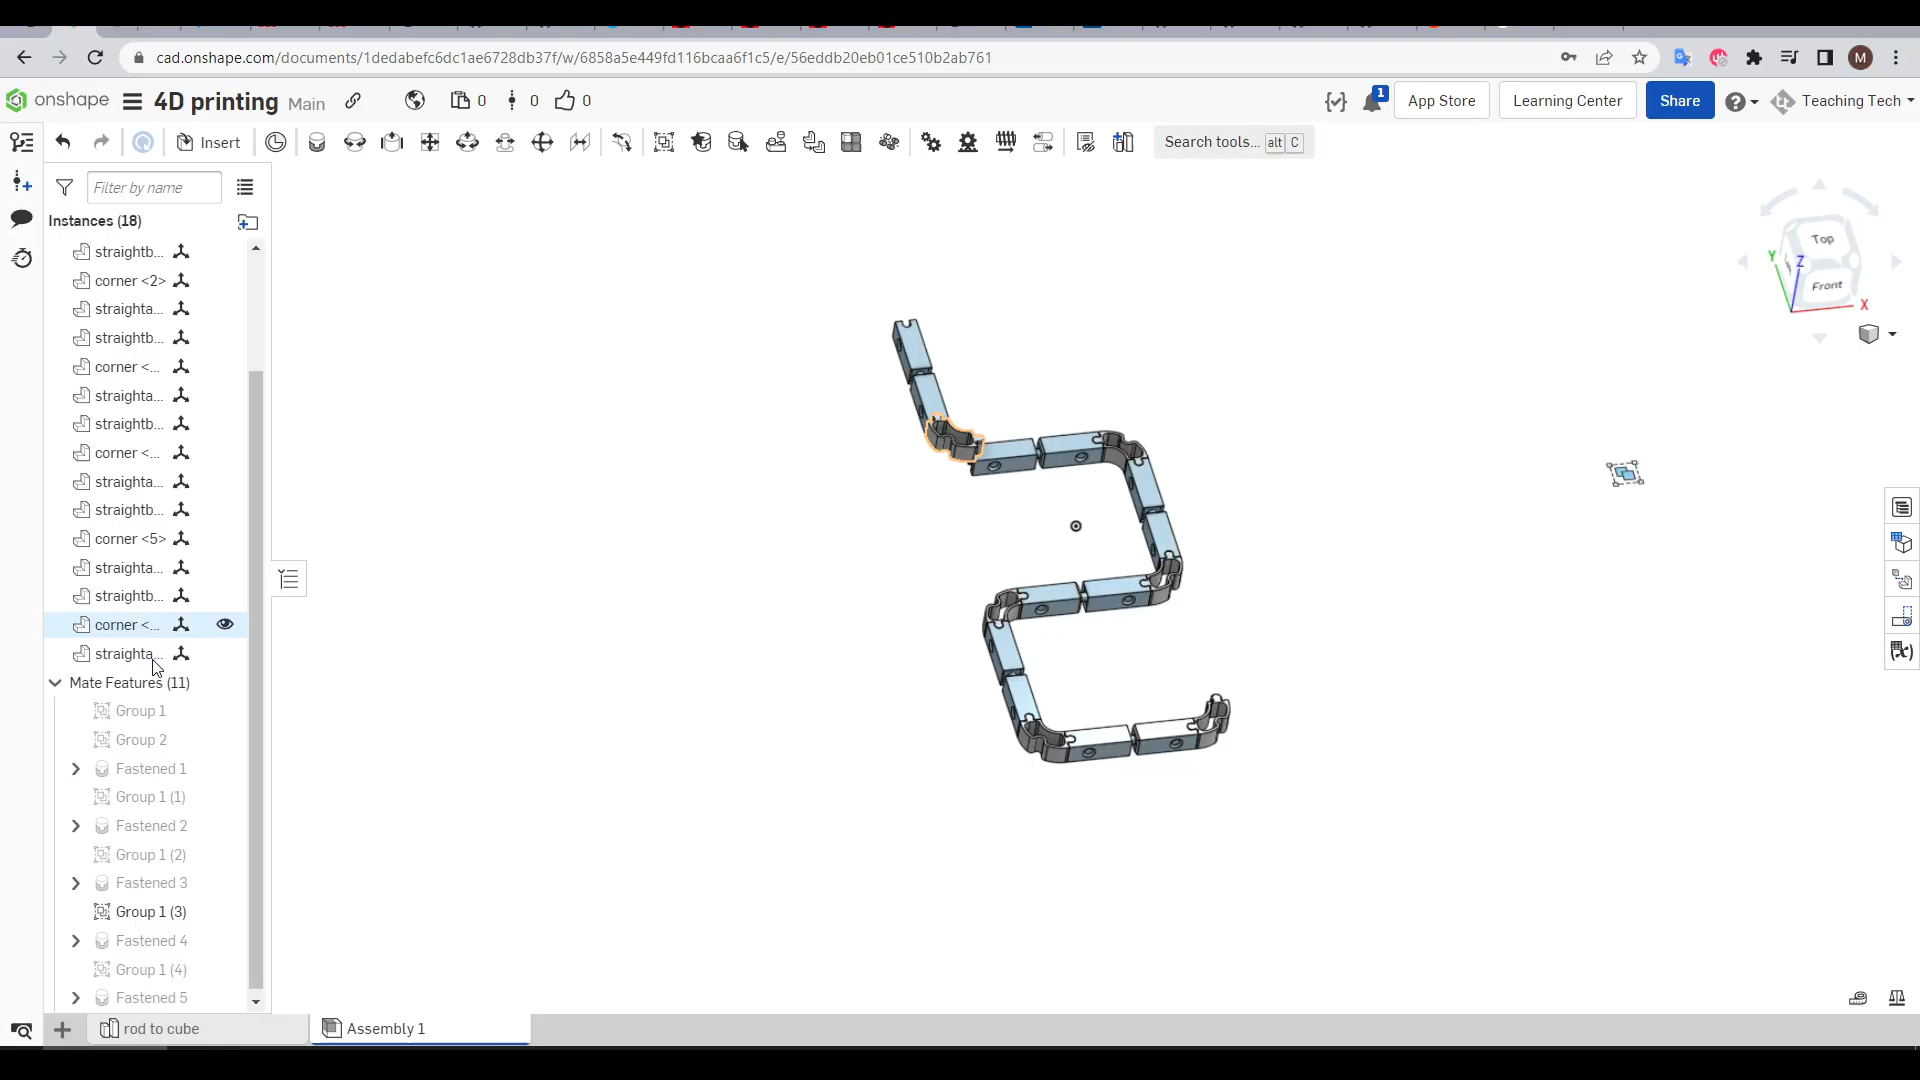 cad.onshape.com/documents/1dedabefc6dc1ae6728db37f/w/6858a5e449fd116bcaa6f1c5/e/56eddb20eb01ce510b2ab761
M
onshape
4D printing
Main
0
0
0
1
App Store
Learning Center
Share
Teaching Tech
Insert
Search tools... alt C
Filter by name
Instances (18)
straightb...
corner <2>
straighta...
straightb...
corner <...
straighta...
straightb...
corner <...
straighta...
straightb...
corner <5>
straighta...
straightb...
corner <...
straighta...
Mate Features (11)
Group 1
Group 2
Fastened 1
Group 1 (1)
Fastened 2
Group 1 (2)
Fastened 3
Group 1 (3)
Fastened 4
Group 1 (4)
Fastened 5
Top
Y
Z
Front
X
(x)
rod to cube
Assembly 1